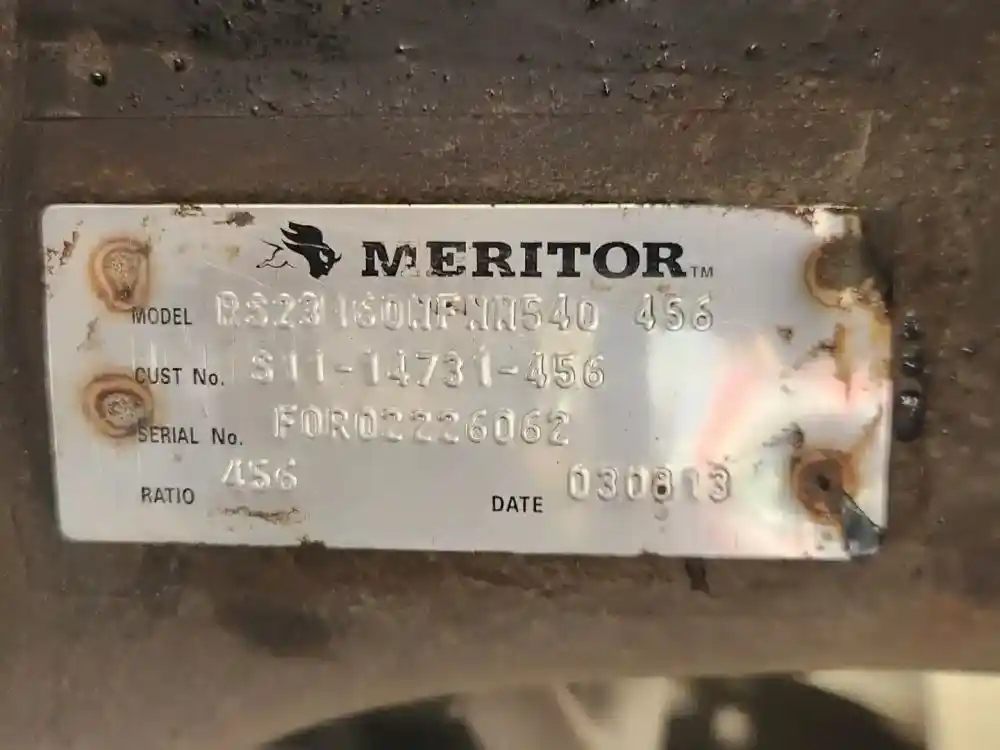 MERITOR™
MODEL RS23160NFNN540 456
CUST No. S11-14731-456
SERIAL No. FOR02226062
RATIO 456 DATE 030813